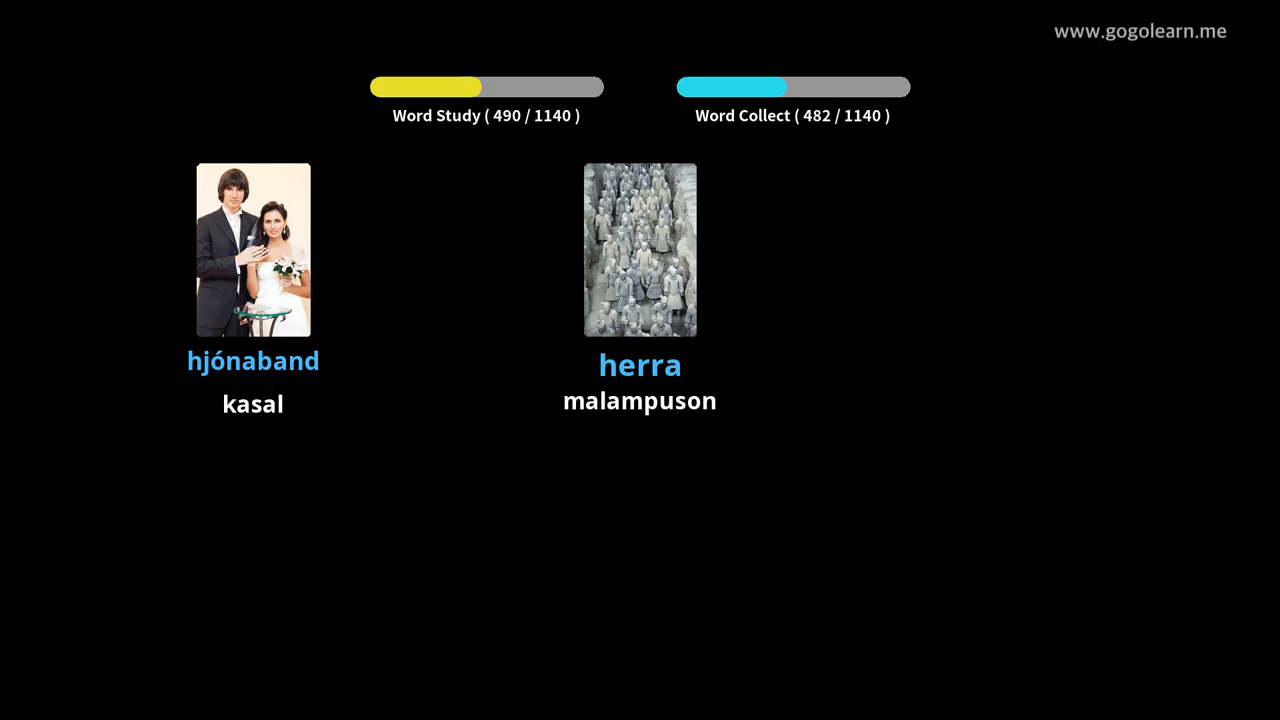 www.gogolearn.me
Word Study ( 490 / 1140 )
Word Collect ( 482 / 1140 )
hjónaband
kasal
herra
malampuson